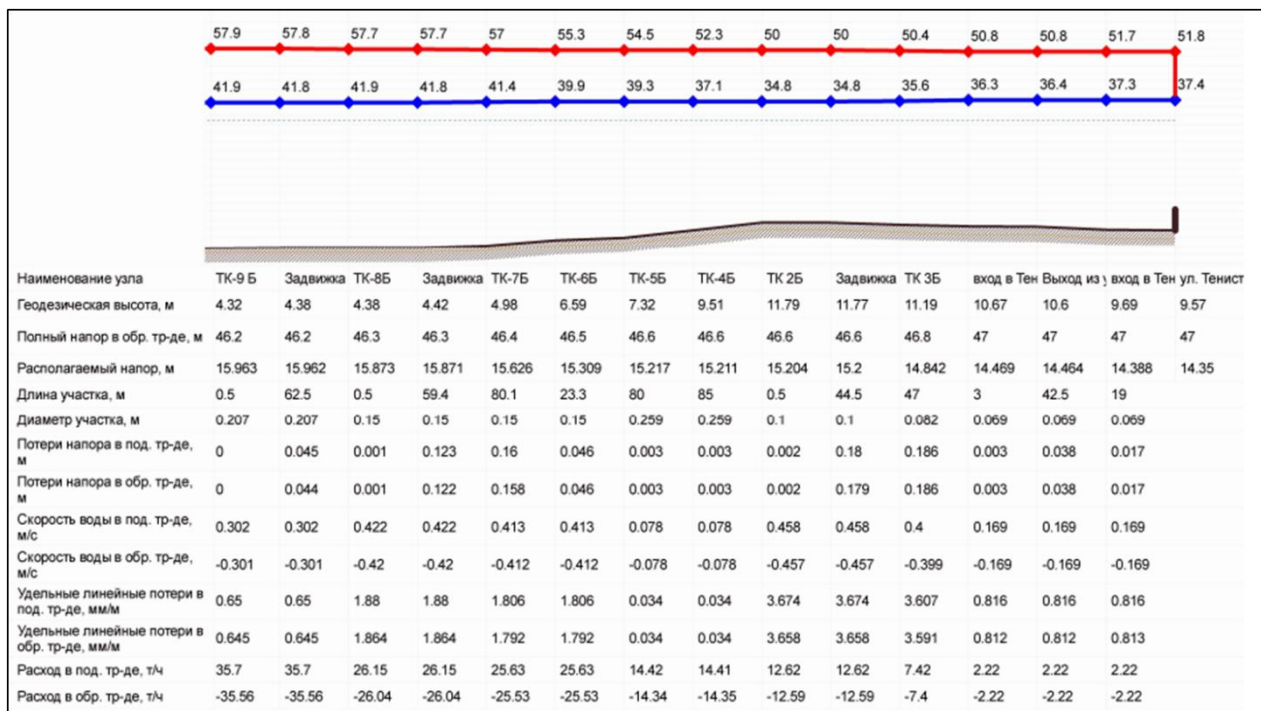 57.9 57.8 57.7 57.7 57 55.3 54.5 52.3 50 50 50.4 50.8 50.8 51.7 51.8
41.9 41.8 41.9 41.8 41.4 39.9 39.3 37.1 34.8 34.8 35.6 36.3 36.4 37.3 37.4
Наименование узла ТК-9 Б Задвижка ТК-8Б Задвижка ТК-7Б ТК-6Б ТК-5Б ТК-4Б ТК 2Б Задвижка ТК 3Б вход в Тен Выход из у вход в Тен ул. Тенист
Геодезическая высота, м 4.32 4.38 4.38 4.42 4.98 6.59 7.32 9.51 11.79 11.77 11.19 10.67 10.6 9.69 9.57
Полный напор в обр. тр-де, м 46.2 46.2 46.3 46.3 46.4 46.5 46.6 46.6 46.6 46.6 46.8 47 47 47 47
Располагаемый напор, м 15.963 15.962 15.873 15.871 15.626 15.309 15.217 15.211 15.204 15.2 14.842 14.469 14.464 14.388 14.35
Длина участка, м 0.5 62.5 0.5 59.4 80.1 23.3 80 85 0.5 44.5 47 3 42.5 19
Диаметр участка, м 0.207 0.207 0.15 0.15 0.15 0.15 0.259 0.259 0.1 0.1 0.082 0.069 0.069 0.069
Потери напора в под. тр-де,
м 0 0.045 0.001 0.123 0.16 0.046 0.003 0.003 0.002 0.18 0.186 0.003 0.038 0.017
Потери напора в обр. тр-де,
м 0 0.044 0.001 0.122 0.158 0.046 0.003 0.003 0.002 0.179 0.186 0.003 0.038 0.017
Скорость воды в под. тр-де,
м/с 0.302 0.302 0.422 0.422 0.413 0.413 0.078 0.078 0.458 0.458 0.4 0.169 0.169 0.169
Скорость воды в обр. тр-де,
м/с -0.301 -0.301 -0.42 -0.42 -0.412 -0.412 -0.078 -0.078 -0.457 -0.457 -0.399 -0.169 -0.169 -0.169
Удельные линейные потери в
под. тр-де, мм/м 0.65 0.65 1.88 1.88 1.806 1.806 0.034 0.034 3.674 3.674 3.607 0.816 0.816 0.816
Удельные линейные потери в
обр. тр-де, мм/м 0.645 0.645 1.864 1.864 1.792 1.792 0.034 0.034 3.658 3.658 3.591 0.812 0.812 0.813
Расход в под. тр-де, т/ч 35.7 35.7 26.15 26.15 25.63 25.63 14.42 14.41 12.62 12.62 7.42 2.22 2.22 2.22
Расход в обр. тр-де, т/ч -35.56 -35.56 -26.04 -26.04 -25.53 -25.53 -14.34 -14.35 -12.59 -12.59 -7.4 -2.22 -2.22 -2.22